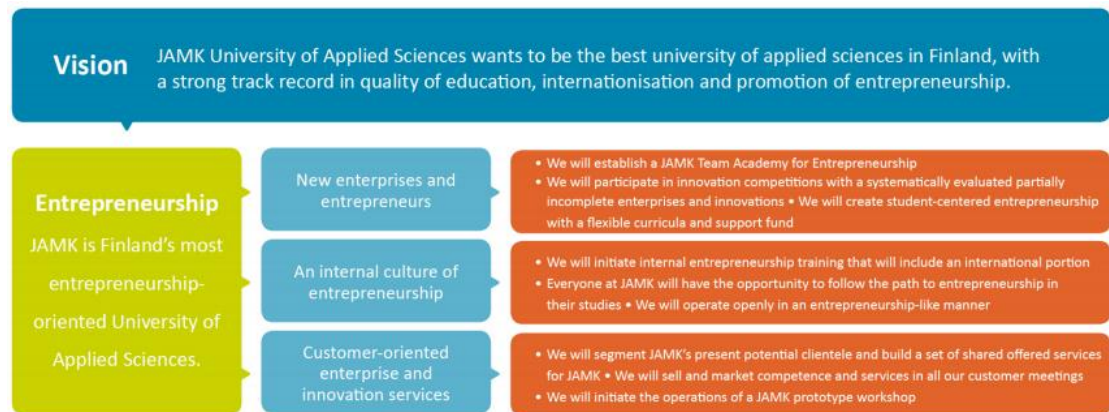 Vision
JAMK University of Applied Sciences wants to be the best university of applied sciences in Finland, with
a strong track record in quality of education, internationisation and promotion of entrepreneurship.
Entrepreneurship
JAMK is Finland's most
entrepreneurship-
oriented University of
Applied Sciences.
New enterprises and
entrepreneurs
• We will establish a JAMK Team Academy for Entrepreneurship
• We will participate in innovation competitions with a systematically evaluated partially
incomplete enterprises and innovations • We will create student-centered entrepreneurship
with a flexible curricula and support fund
An internal culture of
entrepreneurship
• We will initiate internal entrepreneurship training that will include an international portion
• Everyone at JAMK will have the opportunity to follow the path to entrepreneurship in
their studies • We will operate openly in an entrepreneurship-like manner
Customer-oriented
enterprise and
innovation services
• We will segment JAMK's present potential clientele and build a set of shared offered services
for JAMK • We will sell and market competence and services in all our customer meetings
• We will initiate the operations of a JAMK prototype workshop